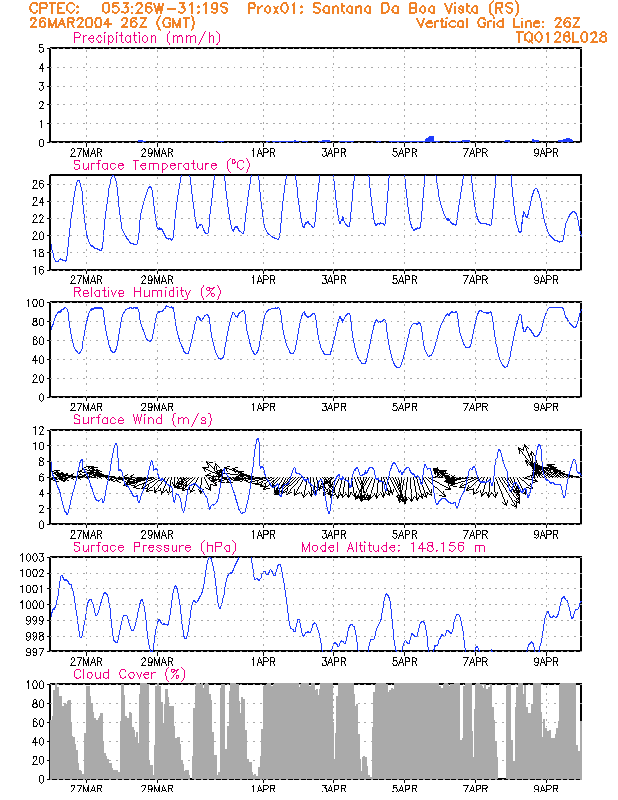 CPTEC: 053:26W-31:19S Prox01: Santana Da Boa Vista (RS)
26MAR2004 26Z (GMT) Vertical Grid Line: 26Z
Precipitation (mm/h) TQ0126L028
5
4
3
2
1
0
27MAR 29MAR 1APR 3APR 5APR 7APR 9APR
Surface Temperature (°C)
26
24
22
20
18
16
27MAR 29MAR 1APR 3APR 5APR 7APR 9APR
Relative Humidity (%)
100
80
60
40
20
0
27MAR 29MAR 1APR 3APR 5APR 7APR 9APR
Surface Wind (m/s)
12
10
8
6
4
2
0
27MAR 29MAR 1APR 3APR 5APR 7APR 9APR
Surface Pressure (hPa) Model Altitude: 148.156 m
1003
1002
1001
1000
999
998
997
27MAR 29MAR 1APR 3APR 5APR 7APR 9APR
Cloud Cover (%)
100
80
60
40
20
0
27MAR 29MAR 1APR 3APR 5APR 7APR 9APR